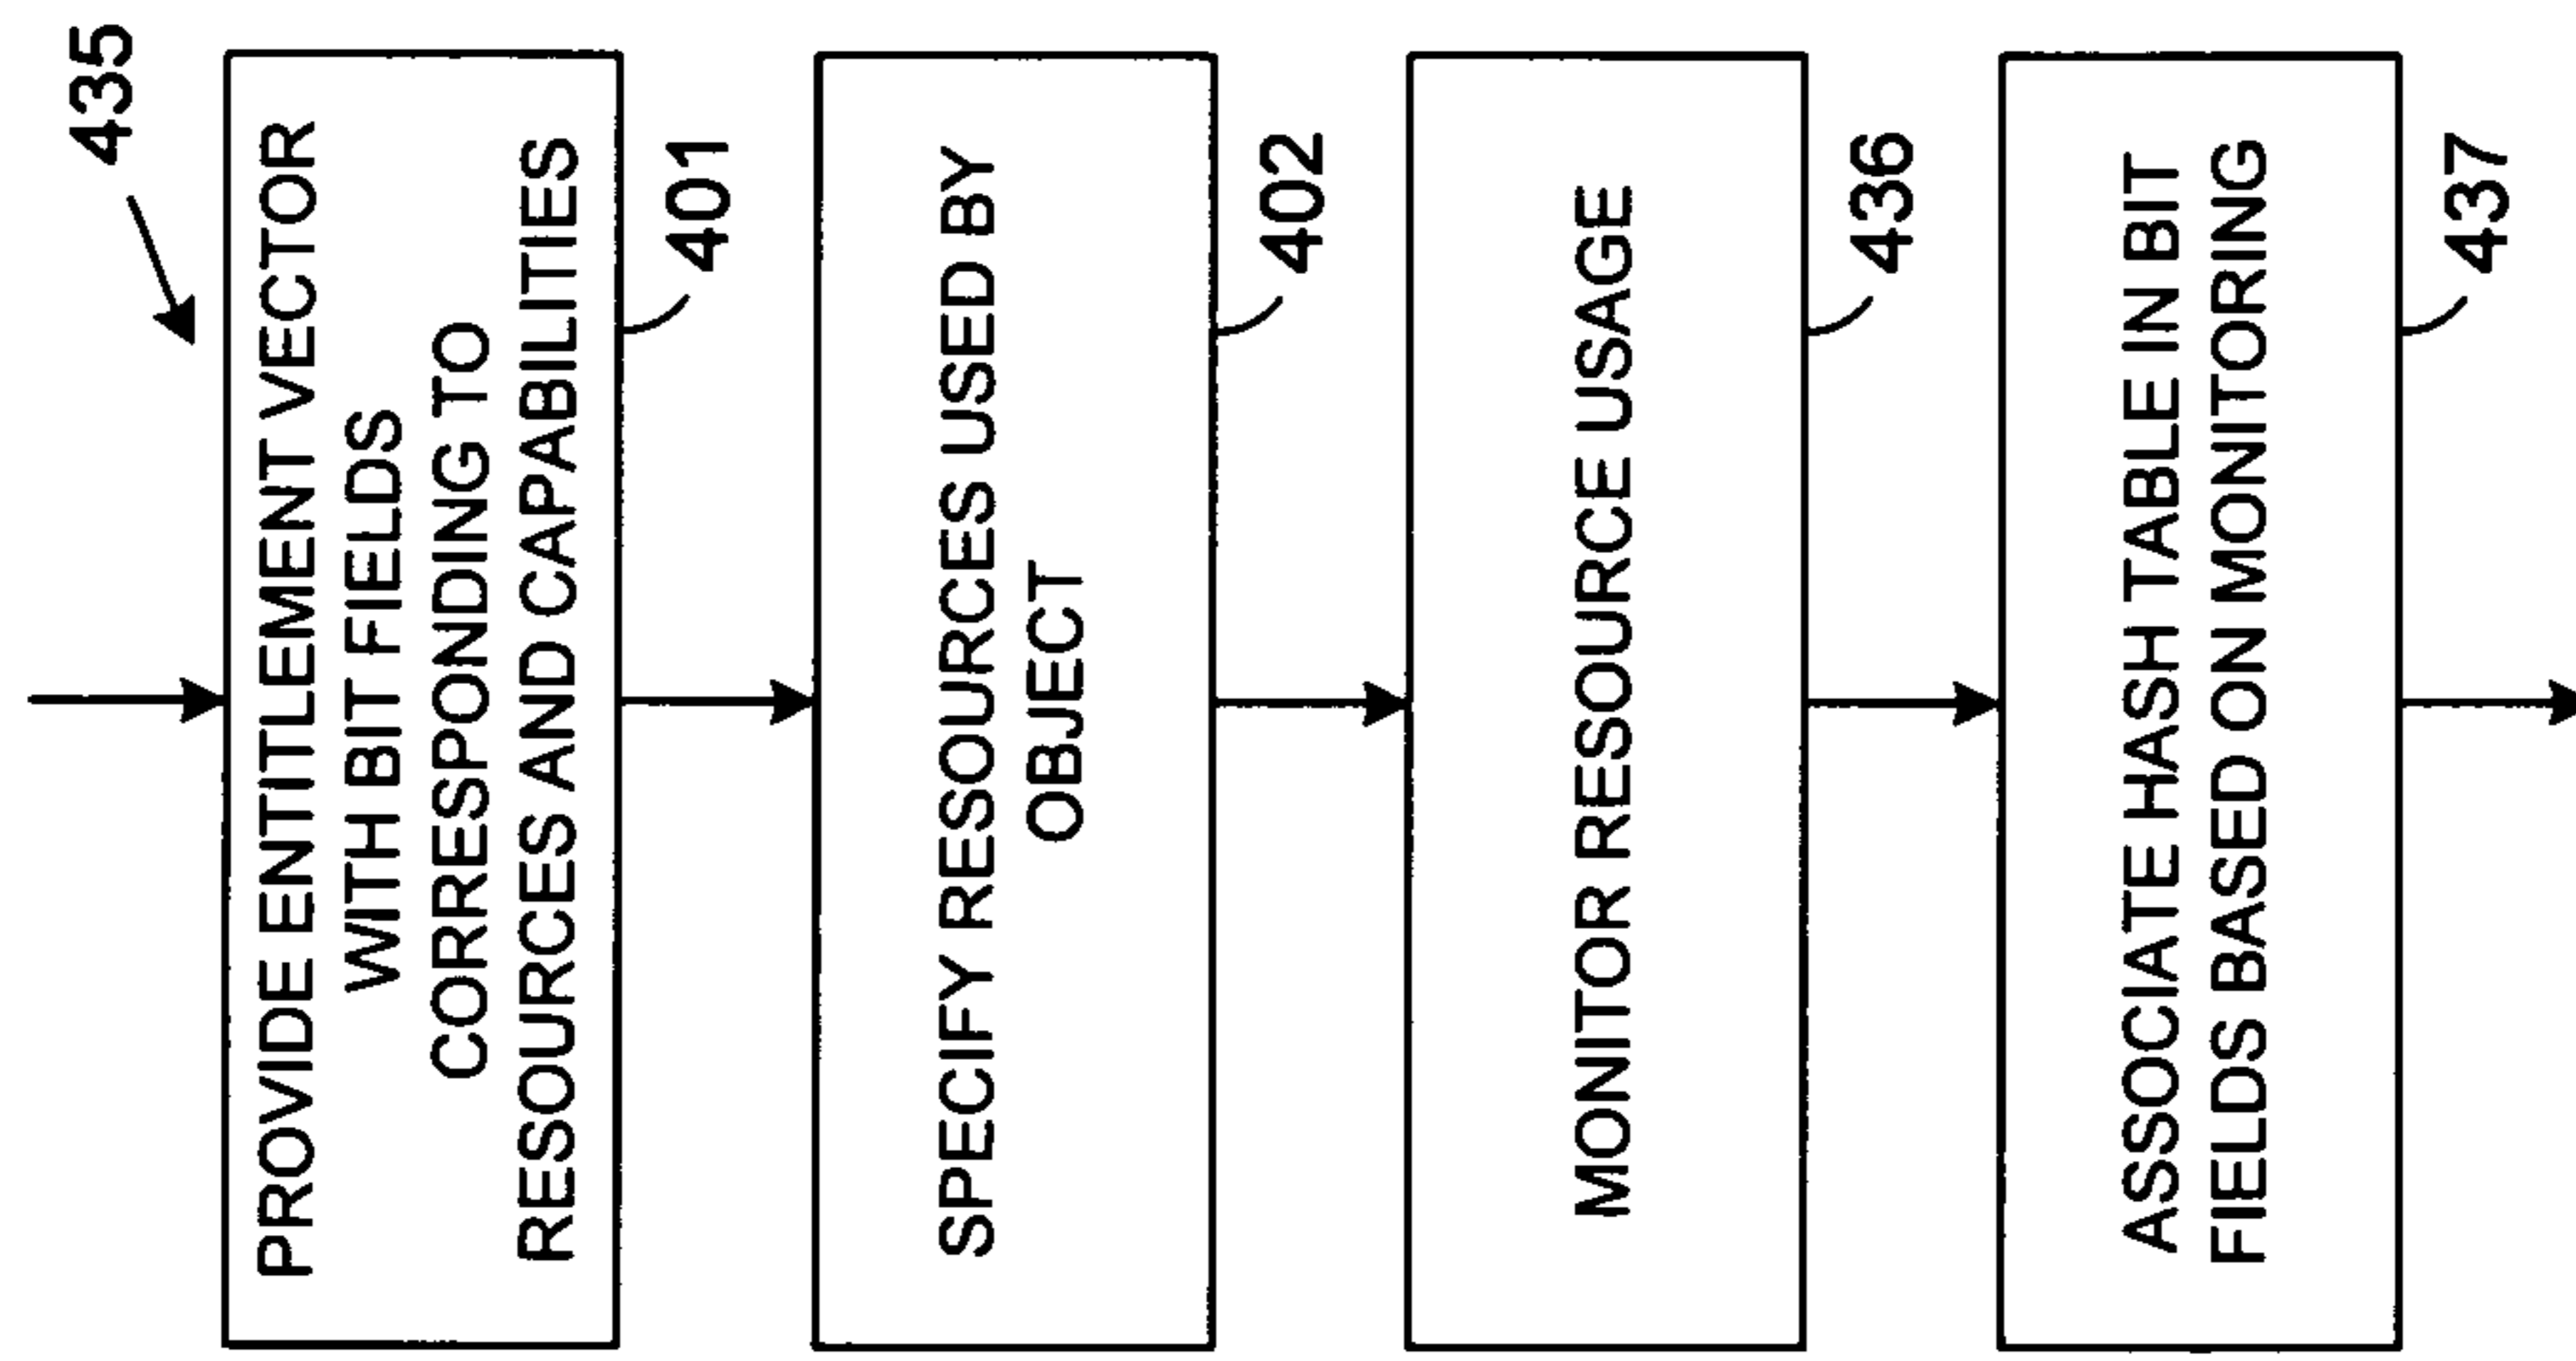 435
PROVIDE ENTITLEMENT VECTOR
WITH BIT FIELDS
CORRESPONDING TO
RESOURCES AND CAPABILITIES
401
SPECIFY RESOURCES USED BY
OBJECT
402
MONITOR RESOURCE USAGE
436
ASSOCIATE HASH TABLE IN BIT
FIELDS BASED ON MONITORING
437